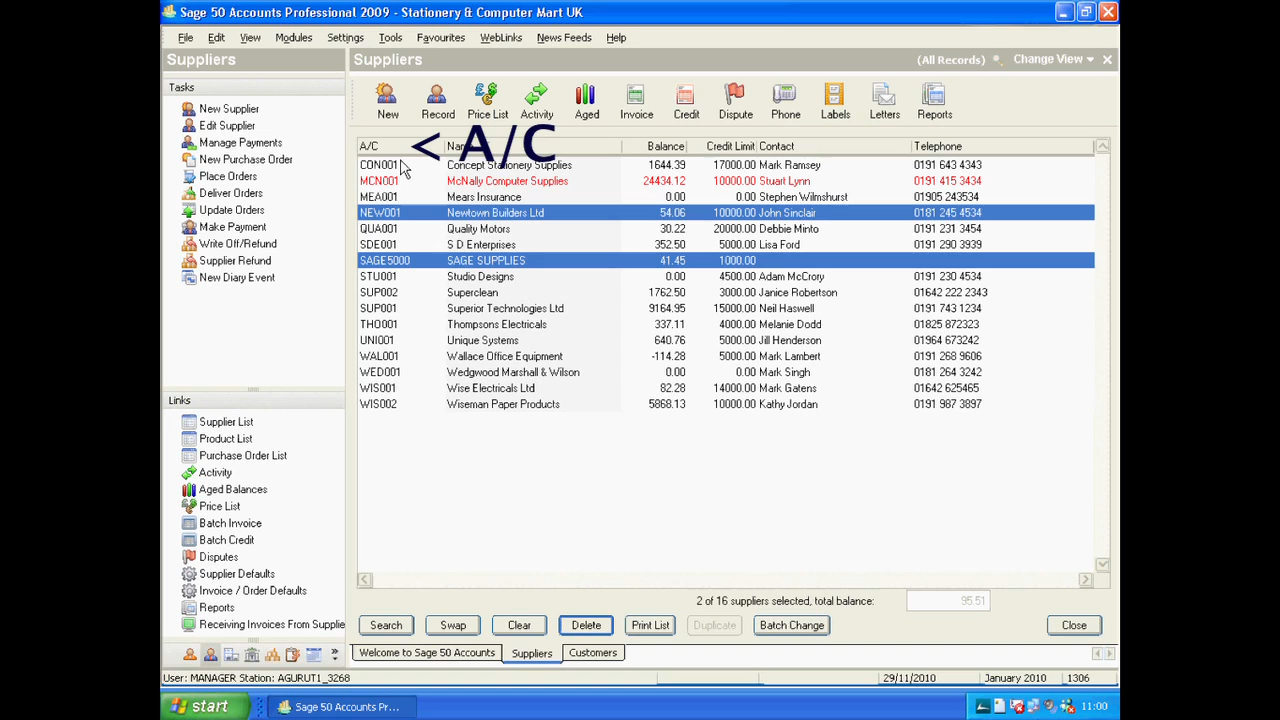 Sage 50 Accounts Professional 2009 - Stationery & Computer Mart UK
File Edit View Modules Settings Tools Favourites WebLinks News Feeds Help
Suppliers
Suppliers (All Records) Change View
Tasks
New Supplier
Edit Supplier
Manage Payments
New Purchase Order
Place Orders
Deliver Orders
Update Orders
Make Payment
Write Off/Refund
Supplier Refund
New Diary Event
Links
Supplier List
Product List
Purchase Order List
Activity
Aged Balances
Price List
Batch Invoice
Batch Credit
Disputes
Supplier Defaults
Invoice / Order Defaults
Reports
Receiving Invoices From Supplie
New Record Price List Activity Aged Invoice Credit Dispute Phone Labels Letters Reports
< A/C
A/C Balance Credit Limit Contact Telephone
CON001 Concept Stationery Supplies 1644.39 17000.00 Mark Ramsey 0191 643 4343
MCN001 McNally Computer Supplies 24434.12 10000.00 Stuart Lynn 0191 415 3434
MEA001 Mears Insurance 0.00 0.00 Stephen Wilmshurst 01905 243534
NEW001 Newtown Builders Ltd 54.06 10000.00 John Sinclair 0181 245 4534
QUA001 Quality Motors 30.22 20000.00 Debbie Minto 0191 231 3454
SDE001 S D Enterprises 352.50 5000.00 Lisa Ford 0191 290 3939
SAGE5000 SAGE SUPPLIES 41.45 1000.00
STU001 Studio Designs 0.00 4500.00 Adam McCrory 0191 230 4534
SUP002 Superclean 1762.50 3000.00 Janice Robertson 01642 222 2343
SUP001 Superior Technologies Ltd 9164.95 15000.00 Neil Haswell 0191 743 1234
THO001 Thompsons Electricals 337.11 4000.00 Melanie Dodd 01825 872323
UNI001 Unique Systems 640.76 5000.00 Jill Henderson 01964 673242
WAL001 Wallace Office Equipment -114.28 5000.00 Mark Lambert 0191 268 9606
WED001 Wedgwood Marshall & Wilson 0.00 0.00 Mark Singh 0181 264 3242
WIS001 Wise Electricals Ltd 82.28 14000.00 Mark Gatens 01642 625465
WIS002 Wiseman Paper Products 5868.13 10000.00 Kathy Jordan 0191 987 3897
2 of 16 suppliers selected, total balance: 95.51
Search Swap Clear Delete Print List Duplicate Batch Change Close
Welcome to Sage 50 Accounts Suppliers Customers
User: MANAGER Station: AGURUT1_3268 29/11/2010 January 2010 1306
start Sage 50 Accounts Pr... 11:00